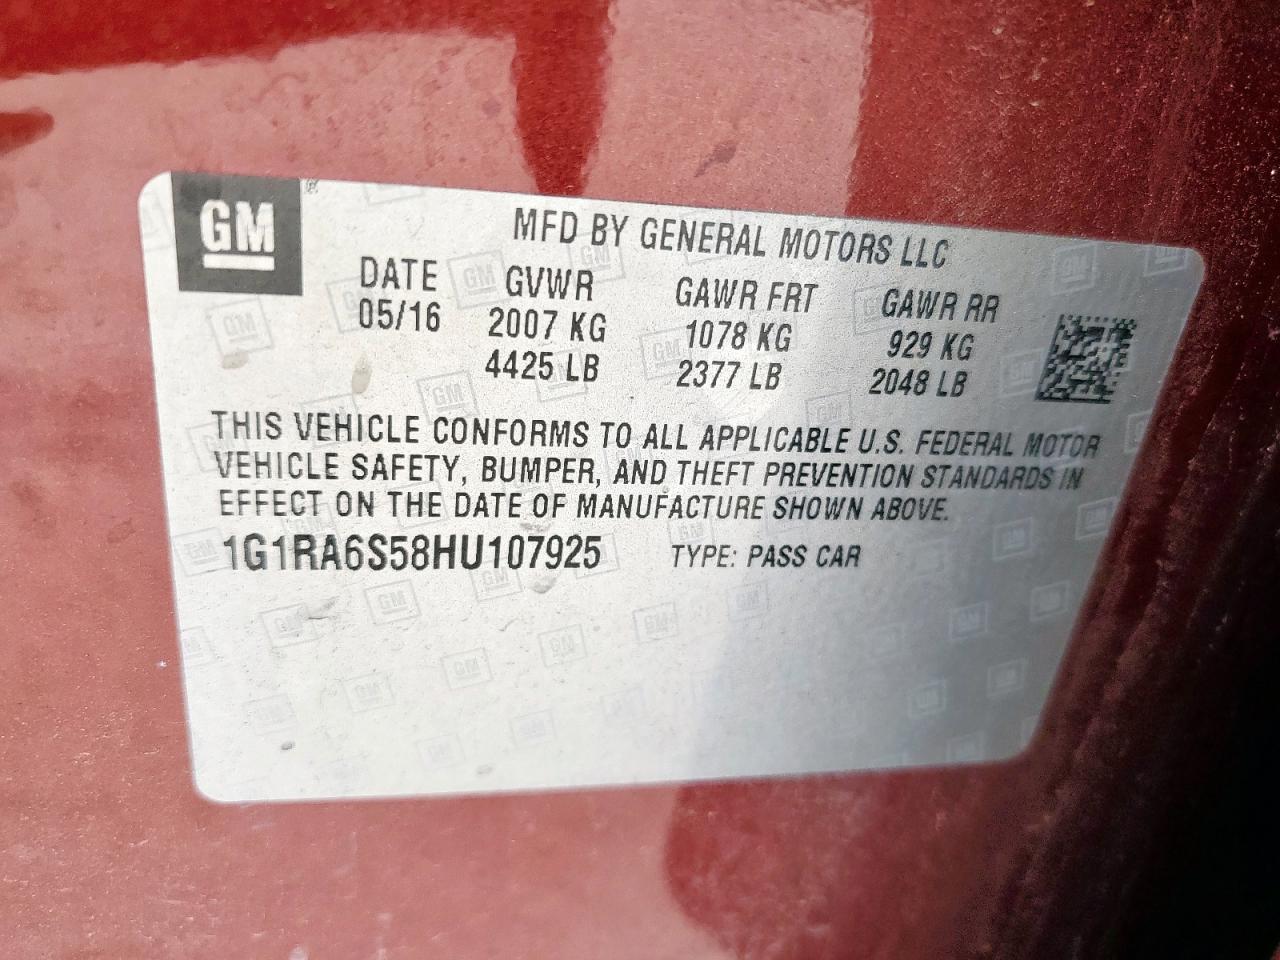 GM
MFD BY GENERAL MOTORS LLC
DATE GVWR GAWR FRT GAWR RR
05/16 2007 KG 1078 KG 929 KG
4425 LB 2377 LB 2048 LB
THIS VEHICLE CONFORMS TO ALL APPLICABLE U.S. FEDERAL MOTOR
VEHICLE SAFETY, BUMPER, AND THEFT PREVENTION STANDARDS IN
EFFECT ON THE DATE OF MANUFACTURE SHOWN ABOVE.
1G1RA6S58HU107925 TYPE: PASS CAR